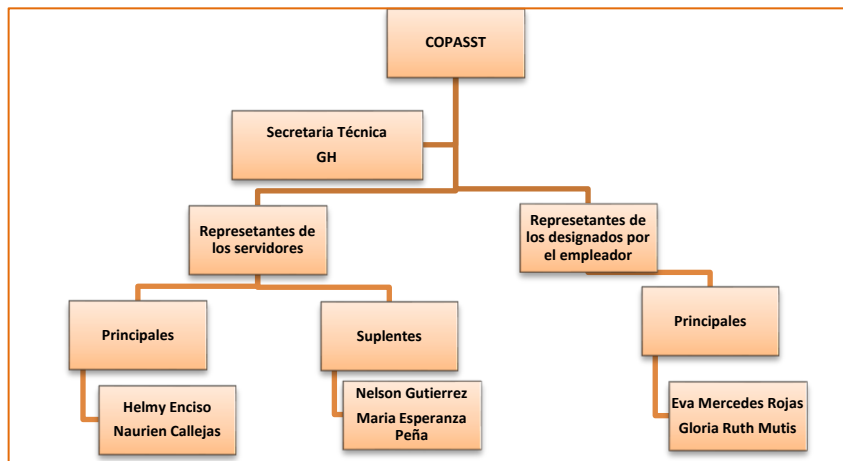 COPASST
Secretaria Técnica
GH
Represetantes de
los servidores
Represetantes de
los designados por
el empleador
Principales
Suplentes
Principales
Helmy Enciso
Naurien Callejas
Nelson Gutierrez
Maria Esperanza
Peña
Eva Mercedes Rojas
Gloria Ruth Mutis